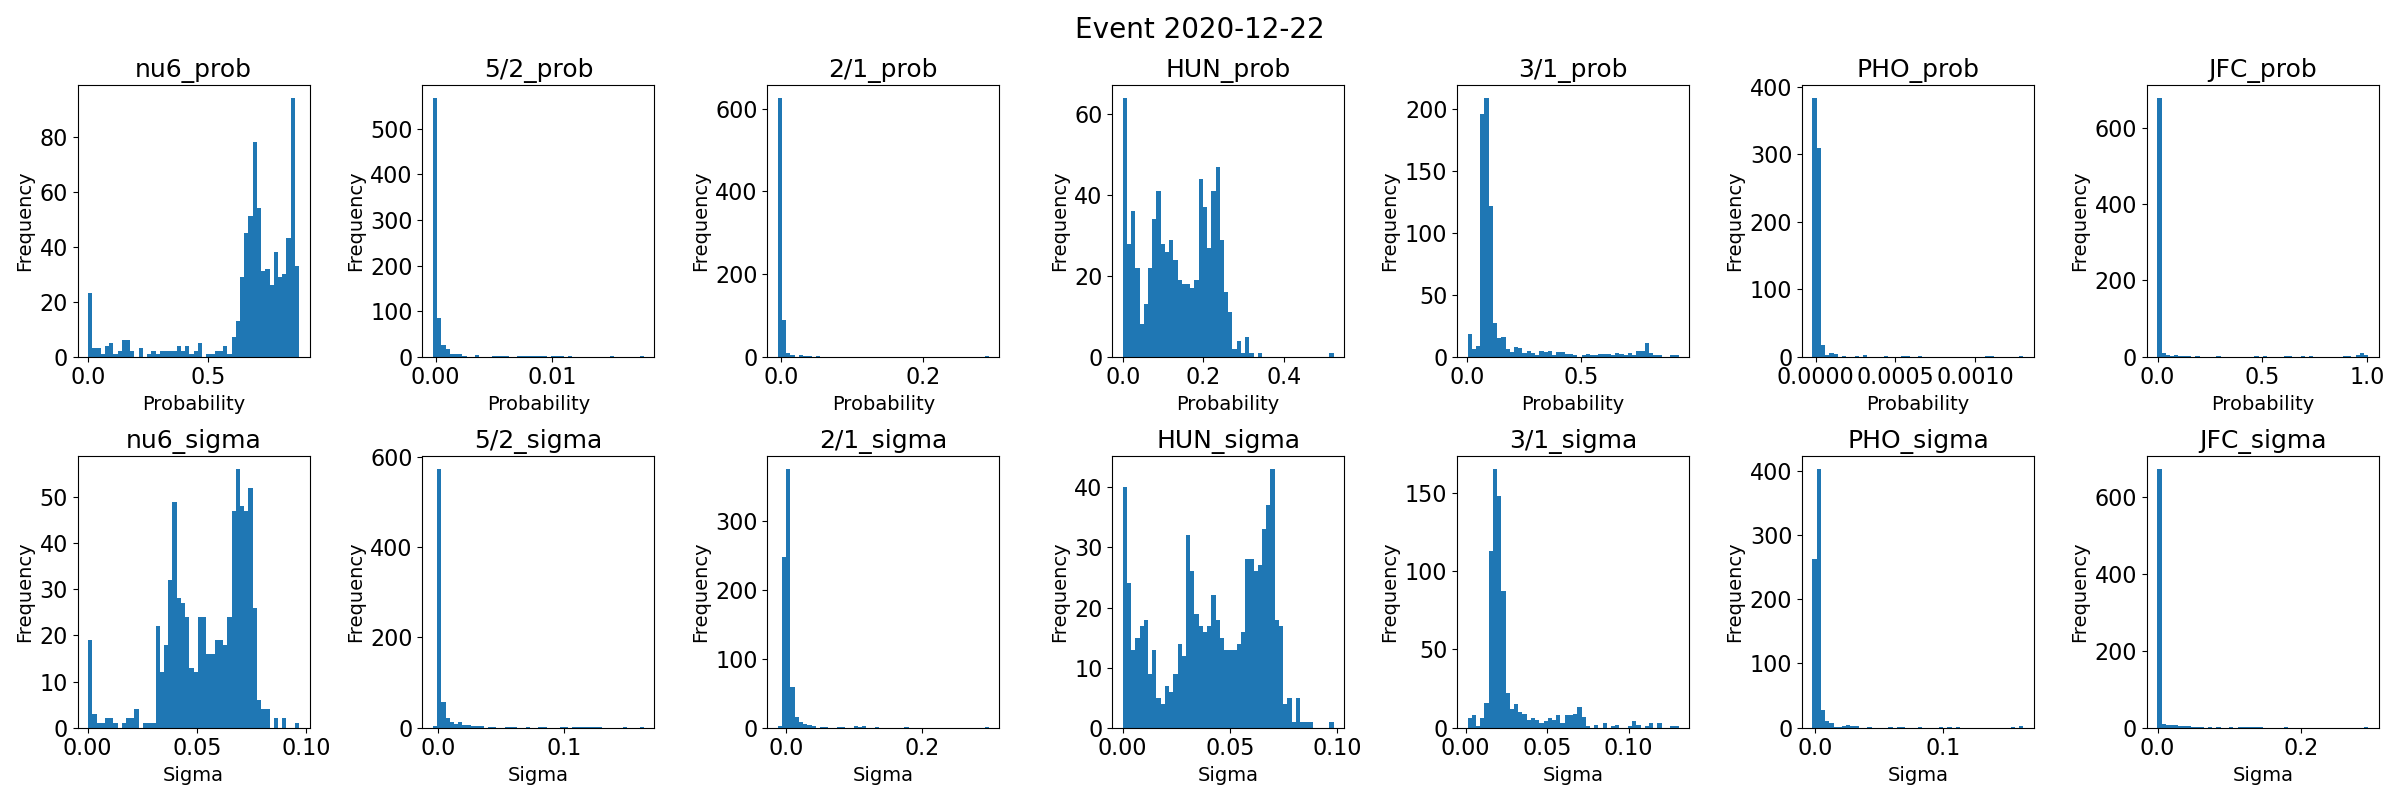 Event 2020-12-22
nu6_prob
5/2_prob
2/1_prob
HUN_prob
3/1_prob
PHO_prob
JFC_prob
Frequency
80
60
40
20
0
0.0
0.5
Probability
Frequency
500
400
300
200
100
0
0.00
0.01
Probability
Frequency
600
400
200
0
0.0
0.2
Probability
Frequency
60
40
20
0
0.0
0.2
0.4
Probability
Frequency
200
150
100
50
0
0.0
0.5
Probability
Frequency
400
300
200
100
0
0.0000
0.0005
0.0010
Probability
Frequency
600
400
200
0
0.0
0.5
1.0
Probability
nu6_sigma
5/2_sigma
2/1_sigma
HUN_sigma
3/1_sigma
PHO_sigma
JFC_sigma
Frequency
50
40
30
20
10
0
0.00
0.05
0.10
Sigma
Frequency
600
400
200
0
0.0
0.1
Sigma
Frequency
300
200
100
0
0.0
0.2
Sigma
Frequency
40
30
20
10
0
0.00
0.05
0.10
Sigma
Frequency
150
100
50
0
0.00
0.05
0.10
Sigma
Frequency
400
300
200
100
0
0.0
0.1
Sigma
Frequency
600
400
200
0
0.0
0.2
Sigma